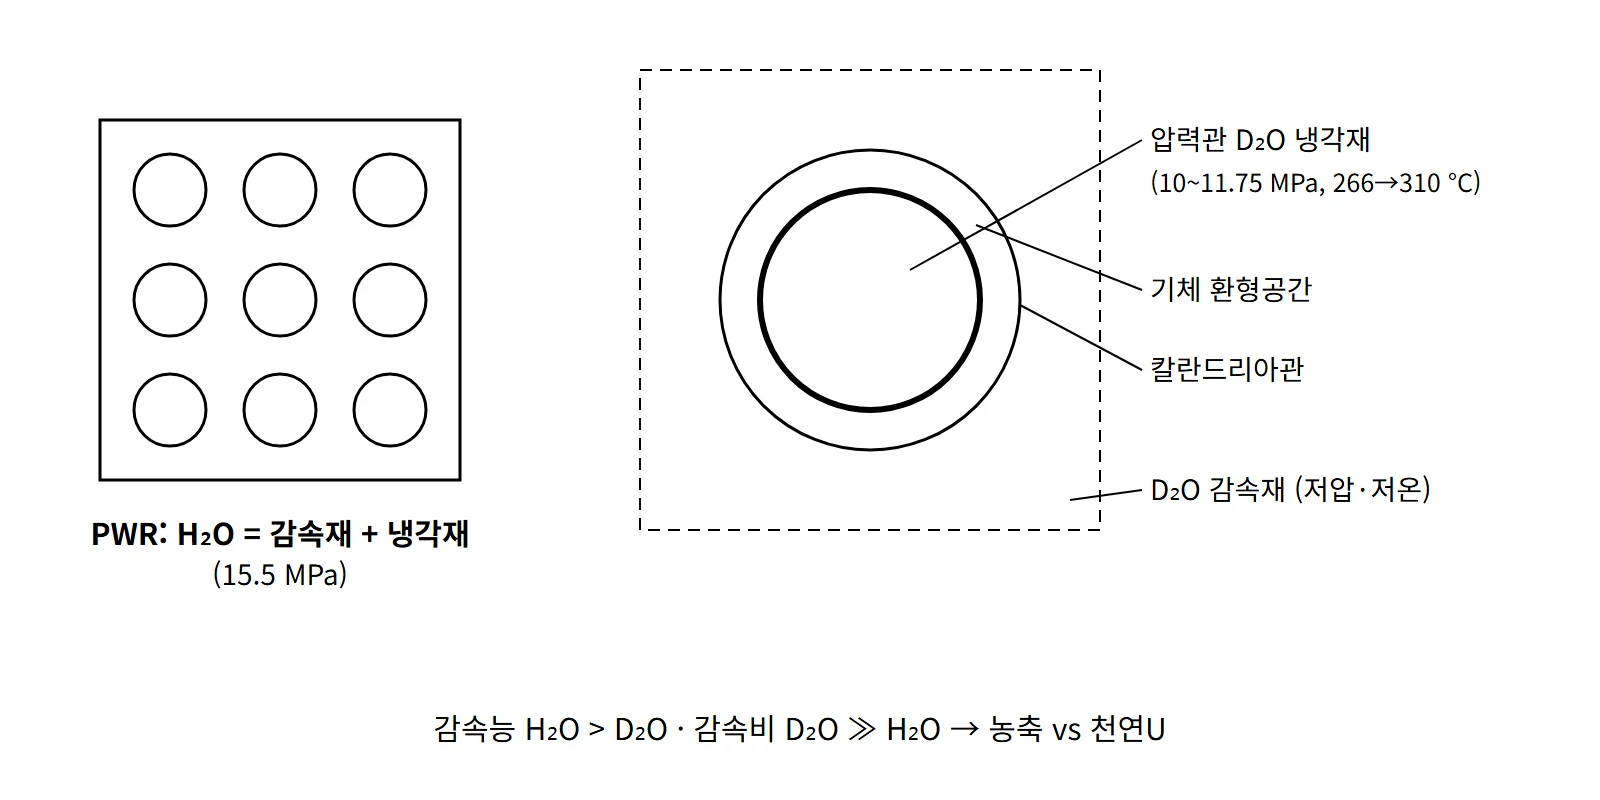 PWR: H₂O = 감속재 + 냉각재
(15.5 MPa)
압력관 D₂O 냉각재
(10~11.75 MPa, 266→310 ℃)
기체 환형공간
칼란드리아관
D₂O 감속재 (저압·저온)
감속능 H₂O > D₂O · 감속비 D₂O ≫ H₂O → 농축 vs 천연U